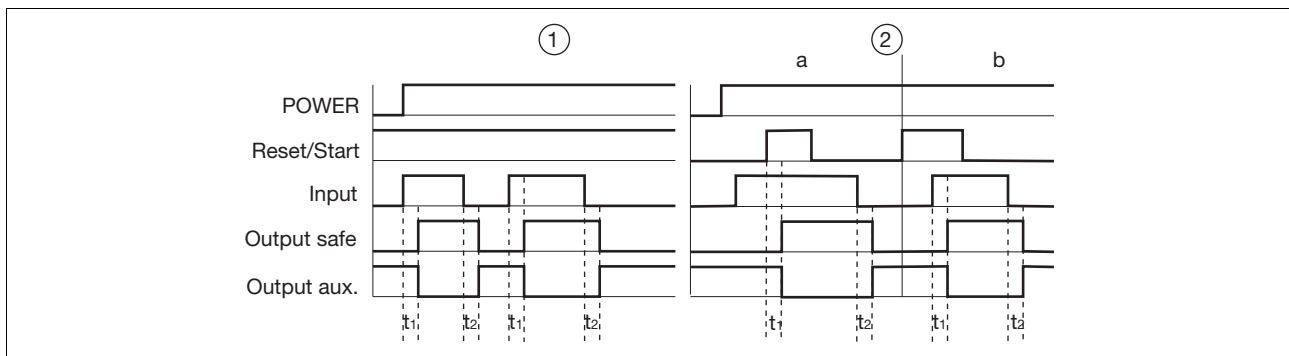 ① ②
a b
POWER
Reset/Start
Input
Output safe
Output aux.
t1 t2 t1 t2 t1 t2 t1 t2